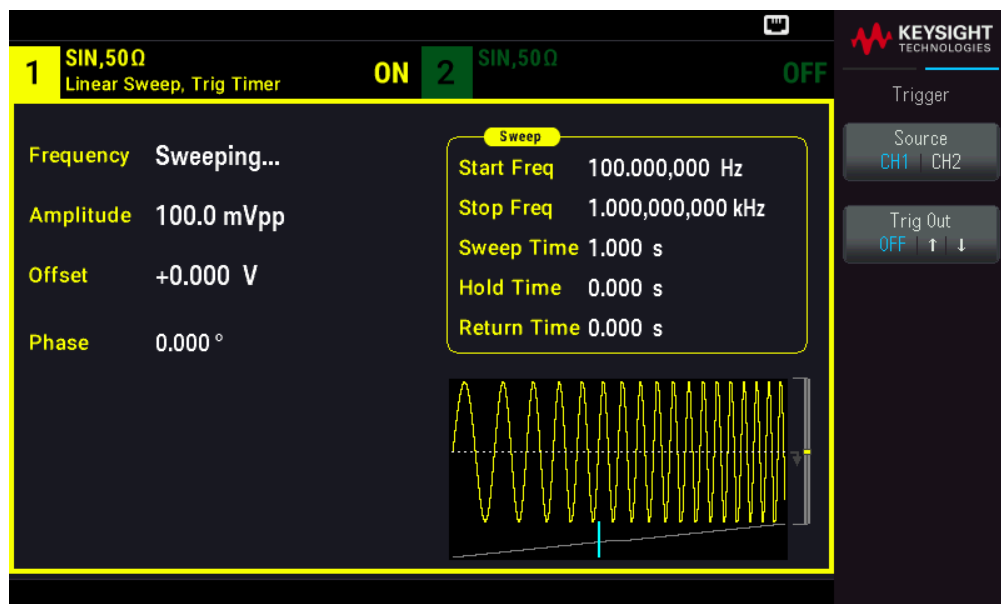 KEYSIGHT
TECHNOLOGIES
1 SIN,50Ω
Linear Sweep, Trig Timer
ON
2 SIN,50Ω
OFF
Trigger
Frequency Sweeping...
Amplitude 100.0 mVpp
Offset +0.000 V
Phase 0.000 °
Sweep
Start Freq 100.000,000 Hz
Stop Freq 1.000,000,000 kHz
Sweep Time 1.000 s
Hold Time 0.000 s
Return Time 0.000 s
Source
CH1 | CH2
Trig Out
OFF | ↑ | ↓